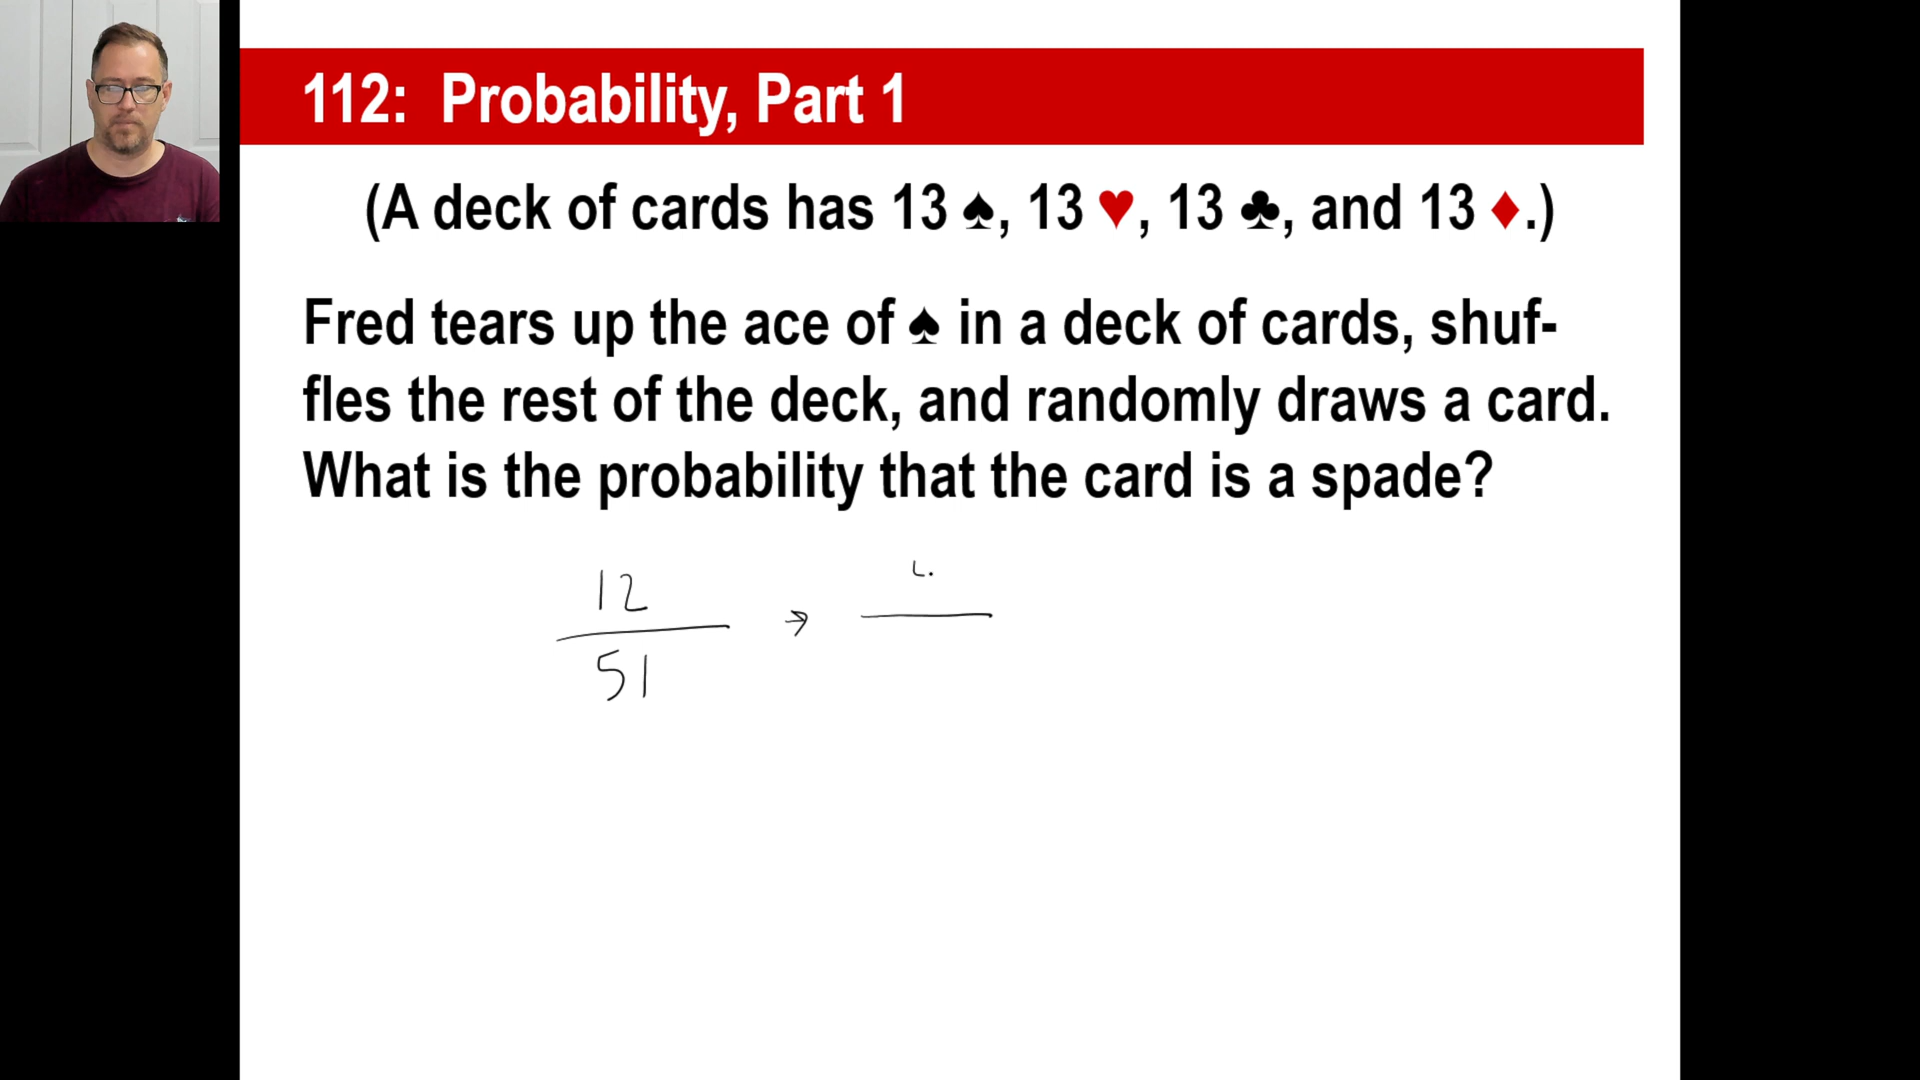 112: Probability, Part 1
(A deck of cards has 13 ♠, 13 ♥, 13 ♣, and 13 ♦.)
Fred tears up the ace of ♠ in a deck of cards, shuf-
fles the rest of the deck, and randomly draws a card.
What is the probability that the card is a spade?
12
51
→